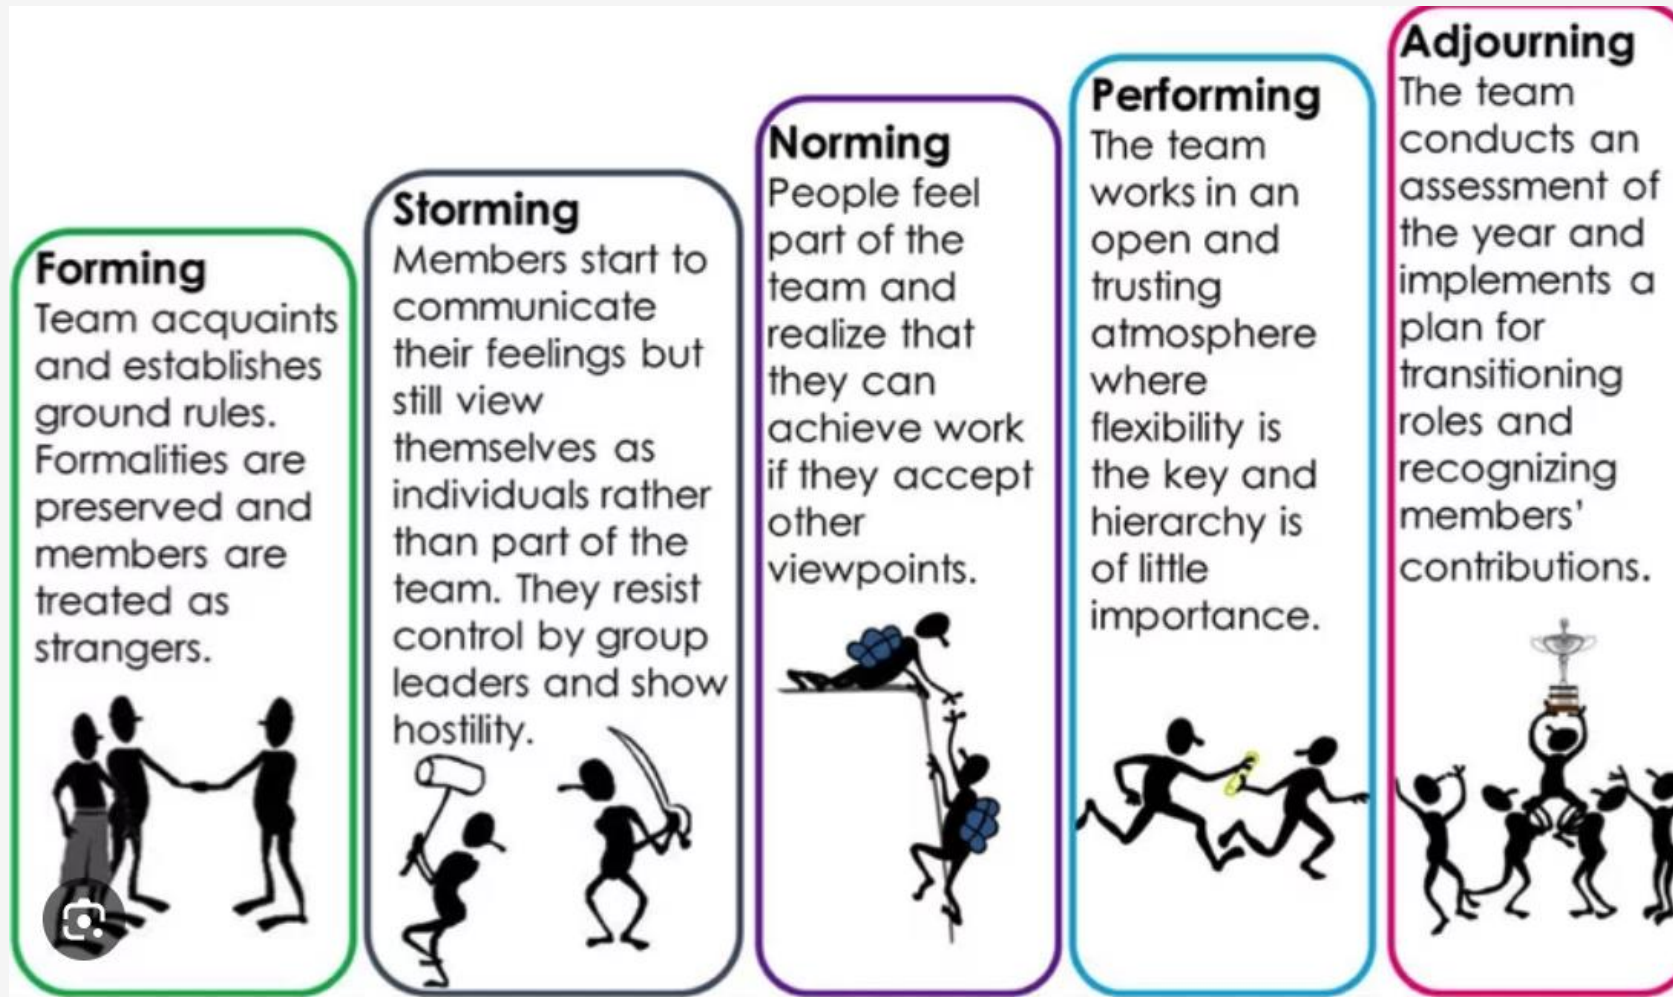 Forming
Team acquaints
and establishes
ground rules.
Formalities are
preserved and
members are
treated as
strangers.
Storming
Members start to
communicate
their feelings but
still view
themselves as
individuals rather
than part of the
team. They resist
control by group
leaders and show
hostility.
Norming
People feel
part of the
team and
realize that
they can
achieve work
if they accept
other
viewpoints.
Performing
The team
works in an
open and
trusting
atmosphere
where
flexibility is
the key and
hierarchy is
of little
importance.
Adjourning
The team
conducts an
assessment of
the year and
implements a
plan for
transitioning
roles and
recognizing
members'
contributions.